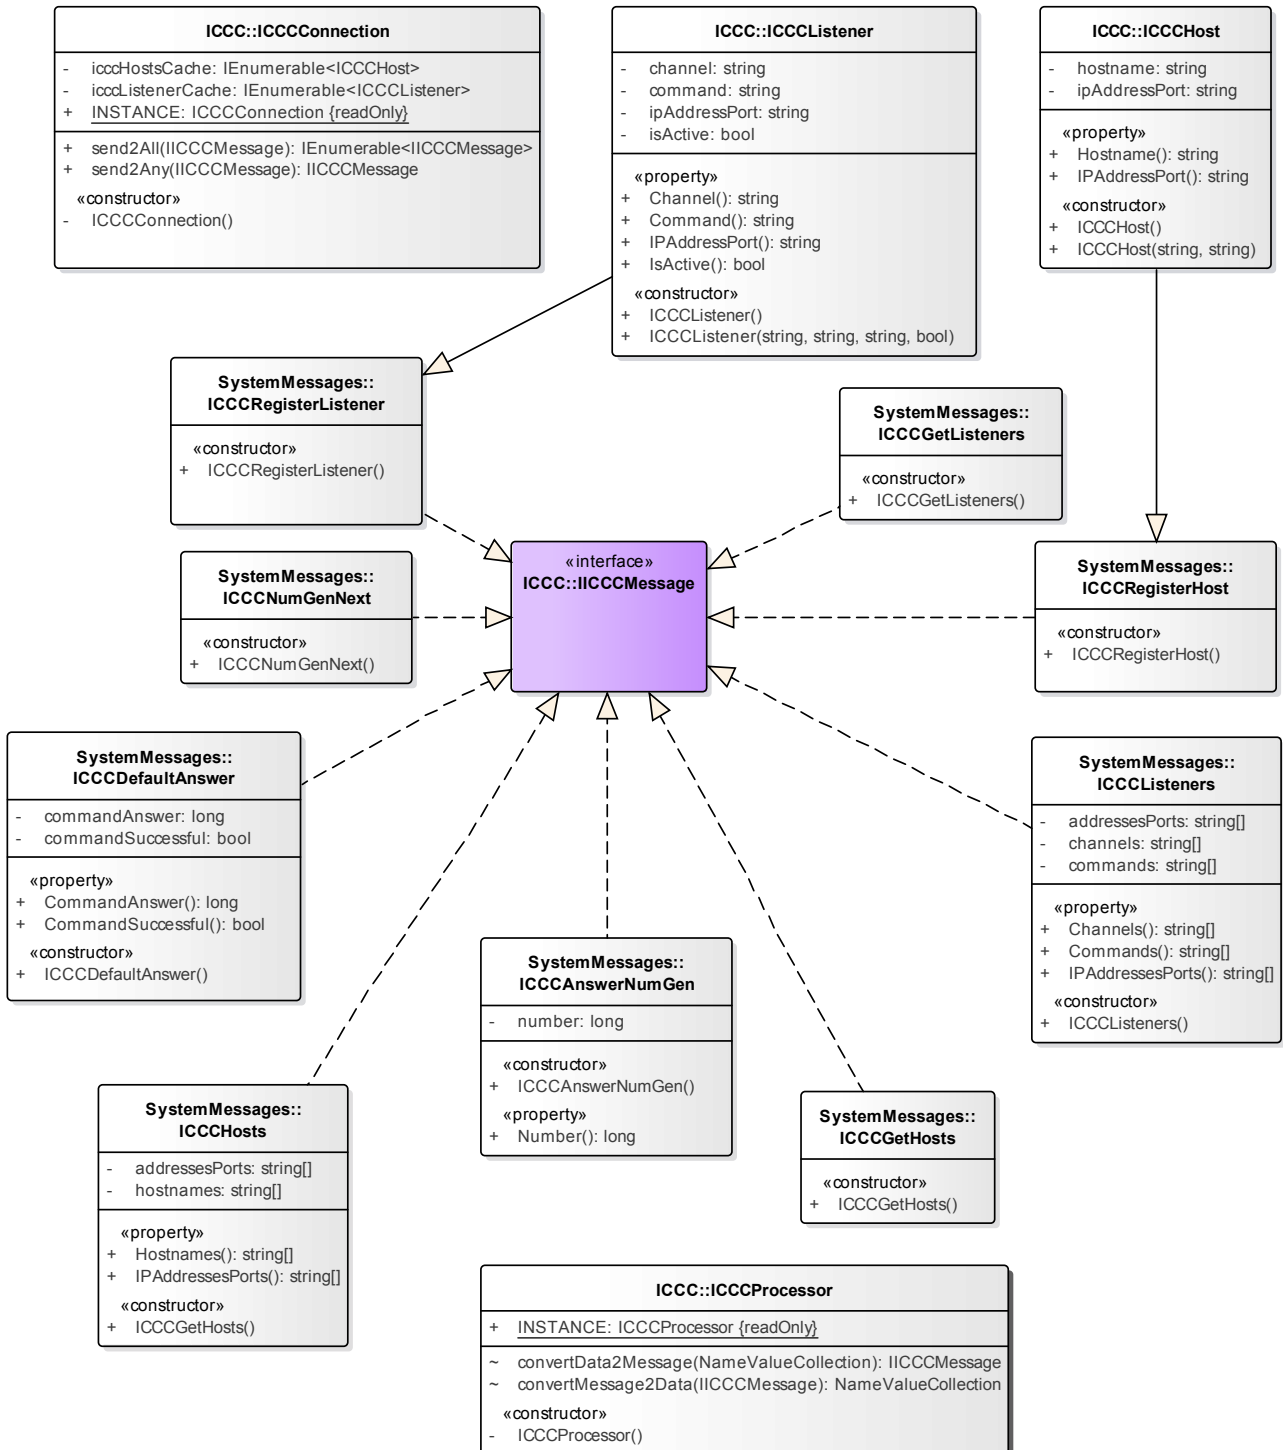 ICCC::ICCCConnection
- icccHostsCache: IEnumerable<ICCCHost>
- icccListenerCache: IEnumerable<ICCCListener>
+ INSTANCE: ICCCConnection {readOnly}
+ send2All(IICCCMessage): IEnumerable<IICCCMessage>
+ send2Any(IICCCMessage): IICCCMessage
«constructor»
- ICCCConnection()
ICCC::ICCCListener
- channel: string
- command: string
- ipAddressPort: string
- isActive: bool
«property»
+ Channel(): string
+ Command(): string
+ IPAddressPort(): string
+ IsActive(): bool
«constructor»
+ ICCCListener()
+ ICCCListener(string, string, string, bool)
ICCC::ICCCHost
- hostname: string
- ipAddressPort: string
«property»
+ Hostname(): string
+ IPAddressPort(): string
«constructor»
+ ICCCHost()
+ ICCCHost(string, string)
SystemMessages::
ICCCRegisterListener
«constructor»
+ ICCCRegisterListener()
SystemMessages::
ICCCGetListeners
«constructor»
+ ICCCGetListeners()
SystemMessages::
ICCCNumGenNext
«constructor»
+ ICCCNumGenNext()
«interface»
ICCC::IICCCMessage
SystemMessages::
ICCCRegisterHost
«constructor»
+ ICCCRegisterHost()
SystemMessages::
ICCCDefaultAnswer
- commandAnswer: long
- commandSuccessful: bool
«property»
+ CommandAnswer(): long
+ CommandSuccessful(): bool
«constructor»
+ ICCCDefaultAnswer()
SystemMessages::
ICCCListeners
- addressesPorts: string[]
- channels: string[]
- commands: string[]
«property»
+ Channels(): string[]
+ Commands(): string[]
+ IPAddressesPorts(): string[]
«constructor»
+ ICCCListeners()
SystemMessages::
ICCCAnswerNumGen
- number: long
«constructor»
+ ICCCAnswerNumGen()
«property»
+ Number(): long
SystemMessages::
ICCCHosts
- addressesPorts: string[]
- hostnames: string[]
«property»
+ Hostnames(): string[]
+ IPAddressesPorts(): string[]
«constructor»
+ ICCCGetHosts()
SystemMessages::
ICCCGetHosts
«constructor»
+ ICCCGetHosts()
ICCC::ICCCProcessor
+ INSTANCE: ICCCProcessor {readOnly}
~ convertData2Message(NameValueCollection): IICCCMessage
~ convertMessage2Data(IICCCMessage): NameValueCollection
«constructor»
- ICCCProcessor()